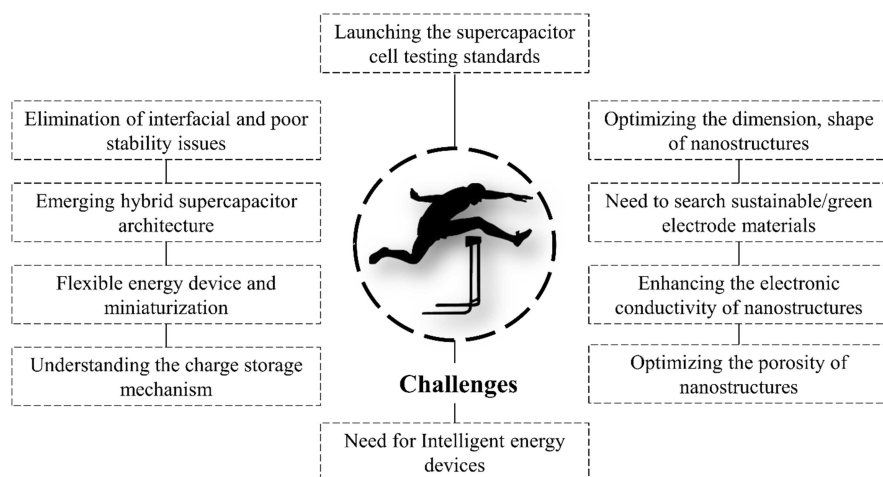 Launching the supercapacitor
cell testing standards
Elimination of interfacial and poor
stability issues
Emerging hybrid supercapacitor
architecture
Flexible energy device and
miniaturization
Understanding the charge storage
mechanism
Optimizing the dimension, shape
of nanostructures
Need to search sustainable/green
electrode materials
Enhancing the electronic
conductivity of nanostructures
Optimizing the porosity of
nanostructures
Challenges
Need for Intelligent energy
devices